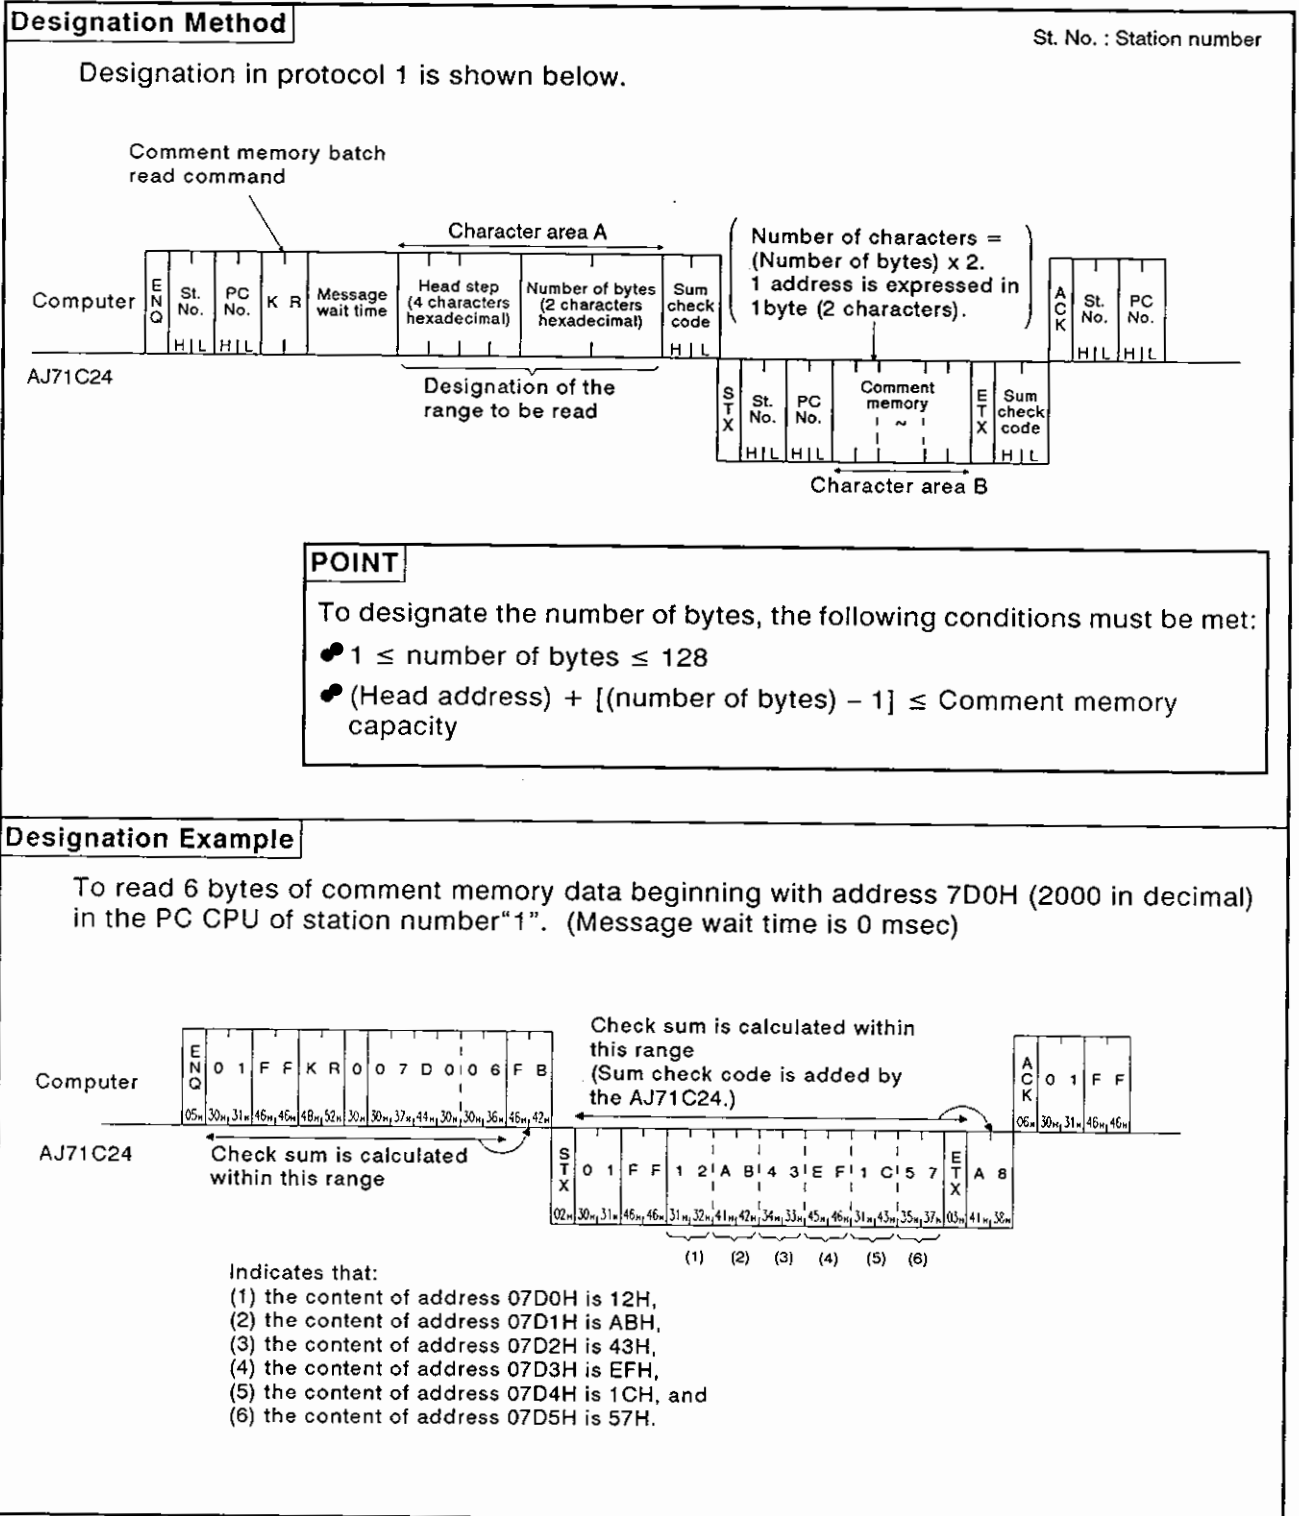 Designation Method
St. No. : Station number
Designation in protocol 1 is shown below.
Comment memory batch
read command
Character area A
Number of characters =
(Number of bytes) x 2.
1 address is expressed in
1byte (2 characters).
Computer
ENQ
St. No.
H L
PC No.
H L
K R
Message wait time
Head step (4 characters hexadecimal)
Number of bytes (2 characters hexadecimal)
Sum check code
H L
ACK
St. No.
H L
PC No.
H L
AJ71C24
Designation of the
range to be read
STX
St. No.
H L
PC No.
H L
Comment memory
~
ETX
Sum check code
H L
Character area B
POINT
To designate the number of bytes, the following conditions must be met:
1 ≤ number of bytes ≤ 128
(Head address) + [(number of bytes) – 1] ≤ Comment memory
capacity
Designation Example
To read 6 bytes of comment memory data beginning with address 7D0H (2000 in decimal)
in the PC CPU of station number“1”. (Message wait time is 0 msec)
Check sum is calculated within
this range
(Sum check code is added by
the AJ71C24.)
Computer
ENQ 0 1 F F K R 0 0 7 D 0 0 6 F B
05H 30H, 31H 46H, 46H 4BH, 52H 30H 30H, 37H, 44H, 30H, 30H, 36H 46H, 42H
ACK 0 1 F F
06H 30H, 31H 46H, 46H
AJ71C24
Check sum is calculated
within this range
STX 0 1 F F 1 2 A B 4 3 E F 1 C 5 7 ETX A 8
02H 30H, 31H 46H, 46H 31H, 32H, 41H, 42H, 34H, 33H, 45H, 46H, 31H, 43H, 35H, 37H 03H 41H, 38H
(1) (2) (3) (4) (5) (6)
Indicates that:
(1) the content of address 07D0H is 12H,
(2) the content of address 07D1H is ABH,
(3) the content of address 07D2H is 43H,
(4) the content of address 07D3H is EFH,
(5) the content of address 07D4H is 1CH, and
(6) the content of address 07D5H is 57H.